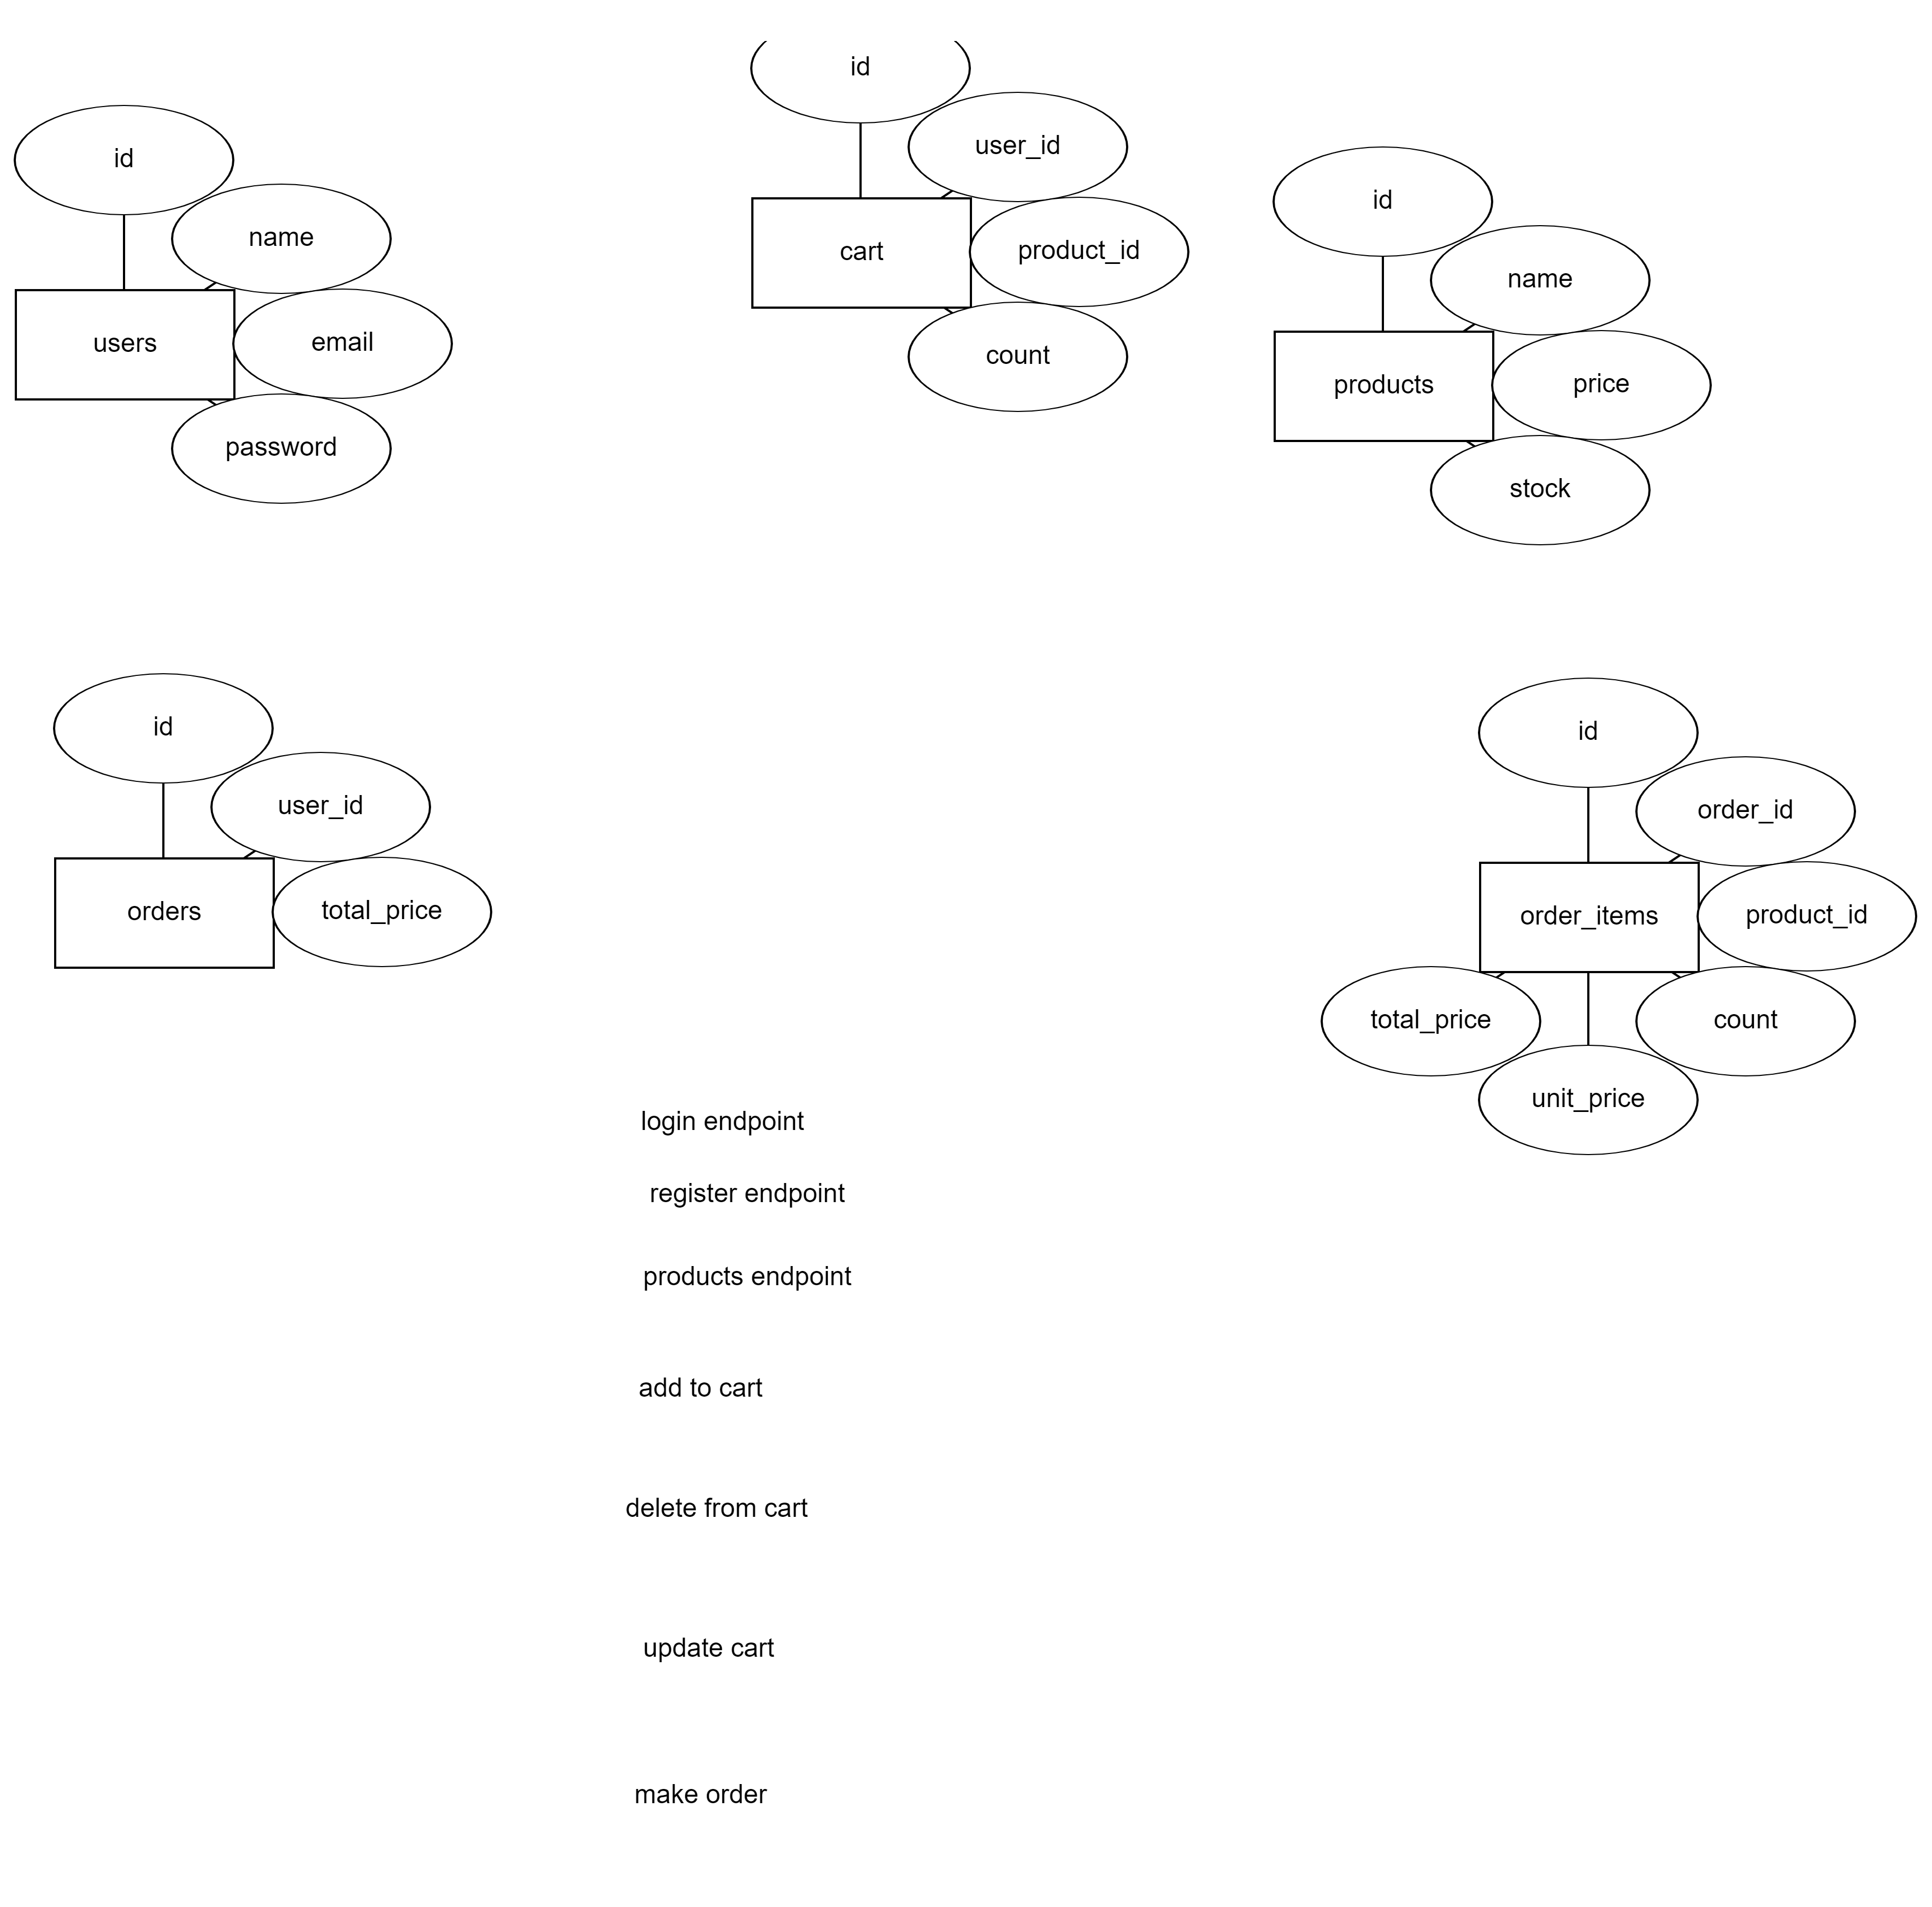 id
user_id
cart
product_id
count
id
name
users
email
password
id
name
products
price
stock
id
user_id
orders
total_price
id
order_id
order_items
product_id
total_price
count
unit_price
login endpoint
register endpoint
products endpoint
add to cart
delete from cart
update cart
make order